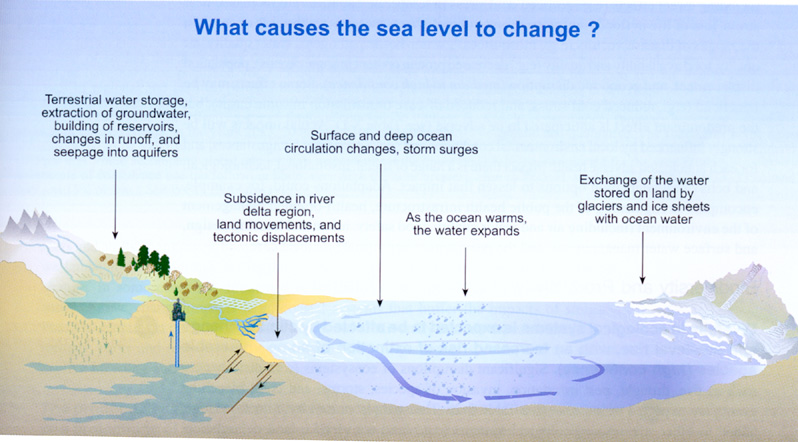 What causes the sea level to change ?
Terrestrial water storage,
extraction of groundwater,
building of reservoirs,
changes in runoff, and
seepage into aquifers
Surface and deep ocean
circulation changes, storm surges
Subsidence in river
delta region,
land movements, and
tectonic displacements
As the ocean warms,
the water expands
Exchange of the water
stored on land by
glaciers and ice sheets
with ocean water